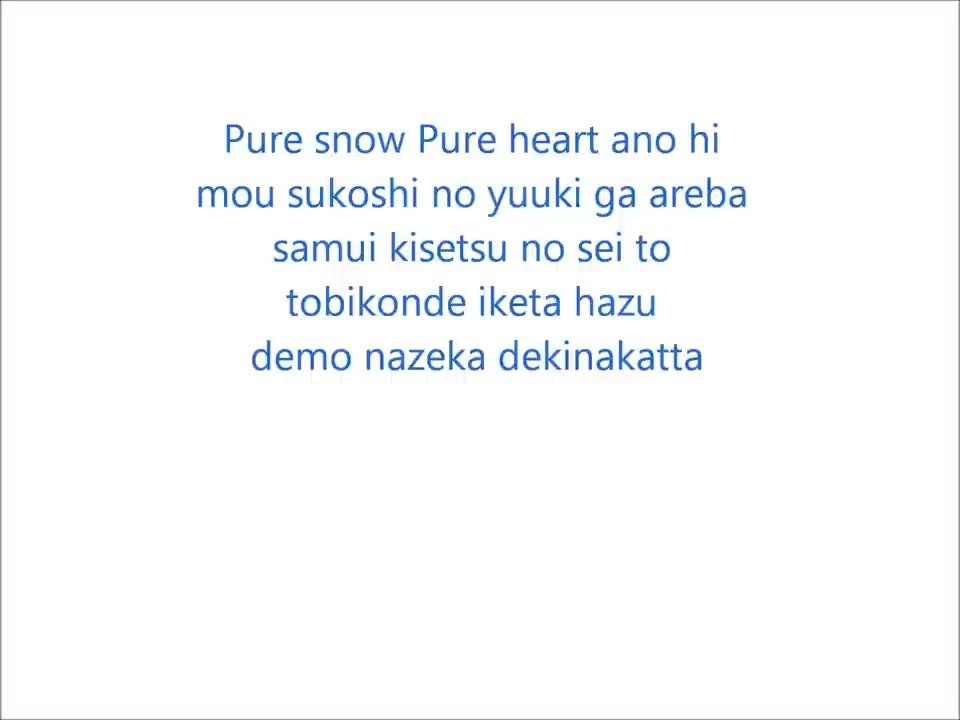 Pure snow Pure heart ano hi
mou sukoshi no yuuki ga areba
samui kisetsu no sei to
tobikonde iketa hazu
demo nazeka dekinakatta